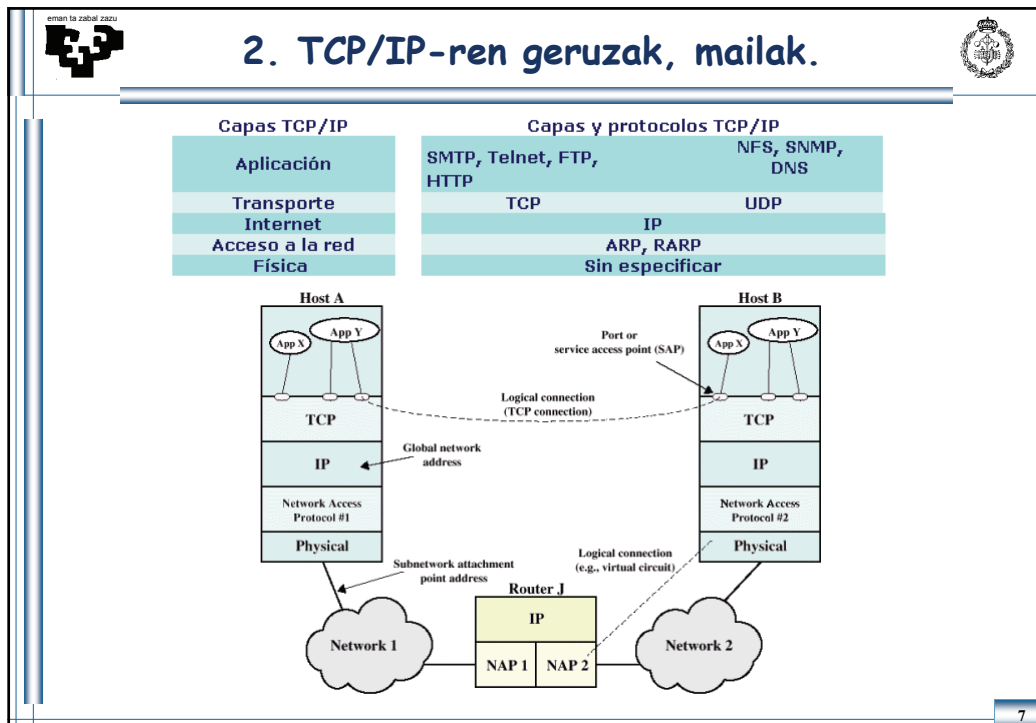 eman ta zabal zazu
2. TCP/IP-ren geruzak, mailak.
Capas TCP/IP
Capas y protocolos TCP/IP
Aplicación
SMTP, Telnet, FTP,
HTTP
NFS, SNMP,
DNS
Transporte
TCP
UDP
Internet
IP
Acceso a la red
ARP, RARP
Física
Sin especificar
Host A
Host B
App X
App Y
Port or
service access point (SAP)
App X
App Y
Logical connection
(TCP connection)
TCP
TCP
Global network
address
IP
IP
Network Access
Protocol #1
Network Access
Protocol #2
Physical
Physical
Logical connection
(e.g., virtual circuit)
Subnetwork attachment
point address
Router J
IP
Network 1
NAP 1
NAP 2
Network 2
7